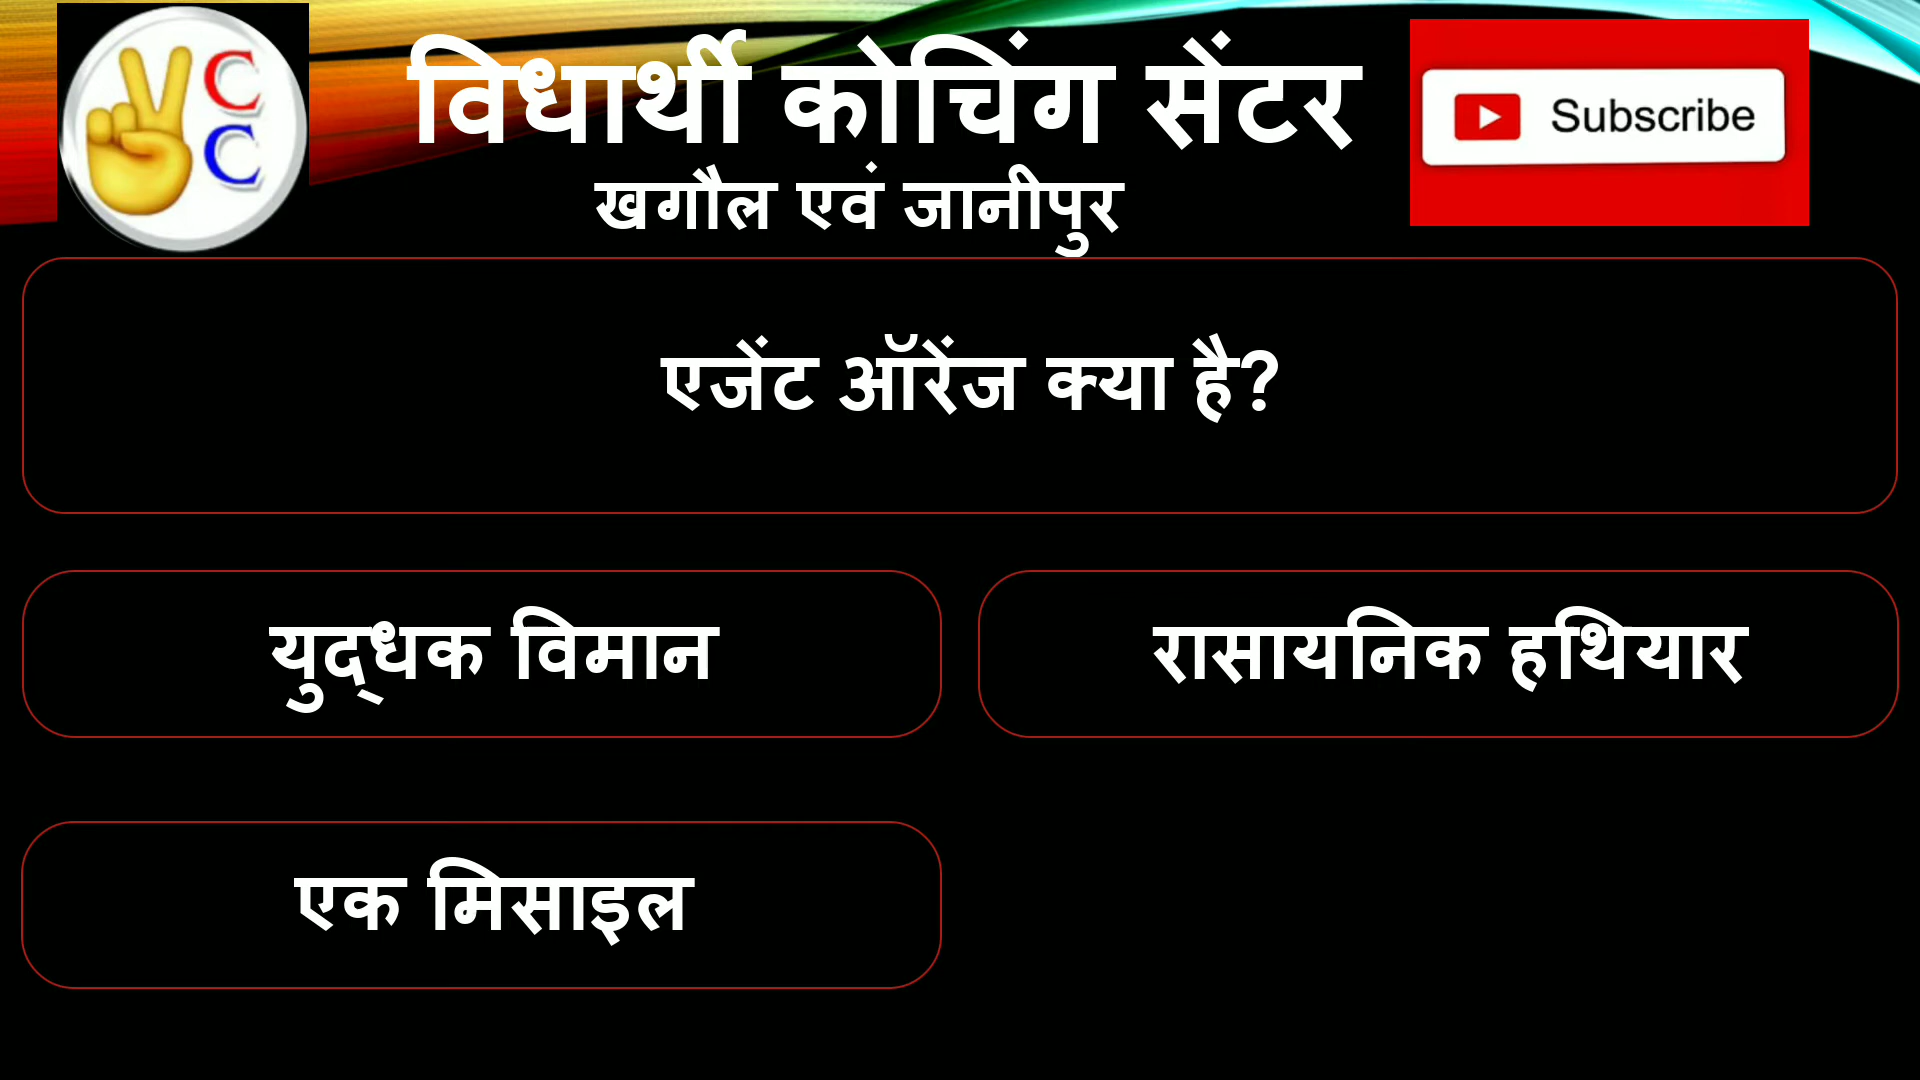 C
C
विधार्थी कोचिंग सेंटर
Subscribe
खगौल एवं जानीपुर
एजेंट ऑरेंज क्या है?
युद्धक विमान
रासायनिक हथियार
एक मिसाइल